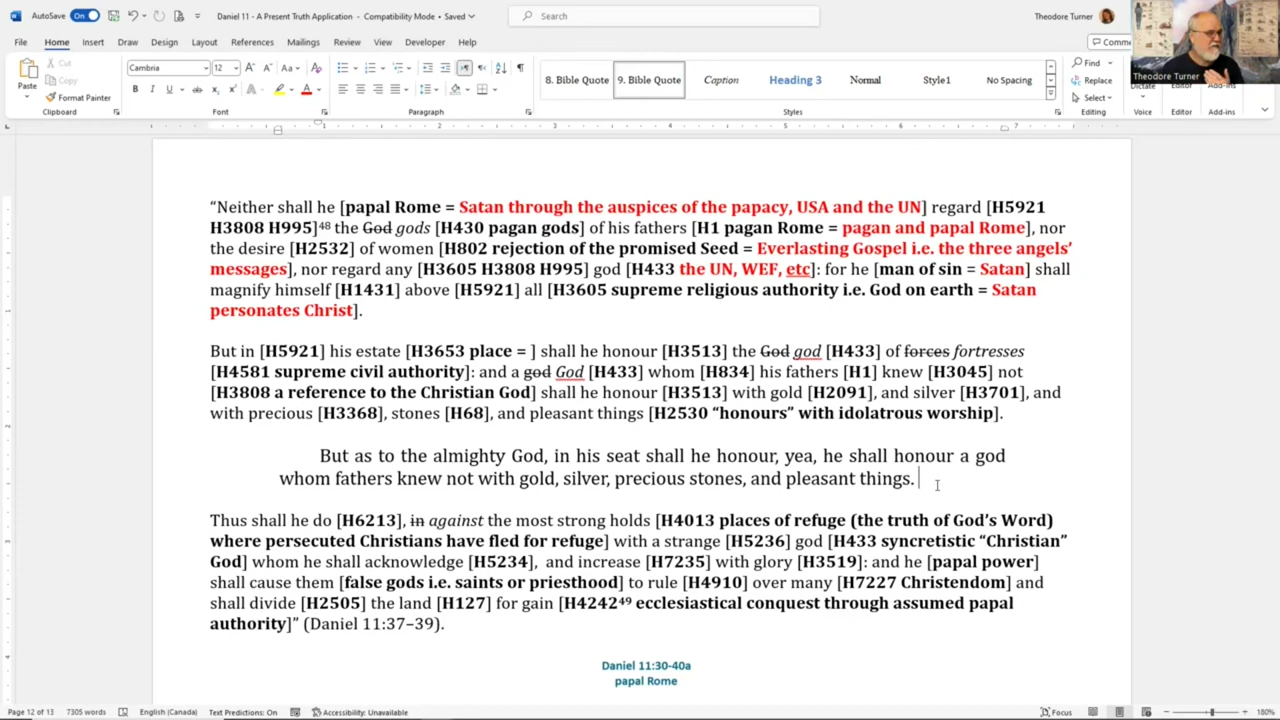 AutoSave On Daniel 11 - A Present Truth Application - Compatibility Mode • Saved Search Theodore Turner
File Home Insert Draw Design Layout References Mailings Review View Developer Help Comme
Theodore Turner
Paste Cut Copy Format Painter Clipboard
Cambria 12 Font
Paragraph
8. Bible Quote 9. Bible Quote Caption Heading 3 Normal Style1 No Spacing Styles
Find Replace Select Editing
Dictate Voice
Editor Editor
Add-ins Add-ins
“Neither shall he [papal Rome = Satan through the auspices of the papacy, USA and the UN] regard [H5921
H3808 H995]48 the God gods [H430 pagan gods] of his fathers [H1 pagan Rome = pagan and papal Rome], nor
the desire [H2532] of women [H802 rejection of the promised Seed = Everlasting Gospel i.e. the three angels’
messages], nor regard any [H3605 H3808 H995] god [H433 the UN, WEF, etc]: for he [man of sin = Satan] shall
magnify himself [H1431] above [H5921] all [H3605 supreme religious authority i.e. God on earth = Satan
personates Christ].
But in [H5921] his estate [H3653 place = ] shall he honour [H3513] the God god [H433] of forces fortresses
[H4581 supreme civil authority]: and a god God [H433] whom [H834] his fathers [H1] knew [H3045] not
[H3808 a reference to the Christian God] shall he honour [H3513] with gold [H2091], and silver [H3701], and
with precious [H3368], stones [H68], and pleasant things [H2530 “honours” with idolatrous worship].
But as to the almighty God, in his seat shall he honour, yea, he shall honour a god
whom fathers knew not with gold, silver, precious stones, and pleasant things.
Thus shall he do [H6213], in against the most strong holds [H4013 places of refuge (the truth of God’s Word)
where persecuted Christians have fled for refuge] with a strange [H5236] god [H433 syncretistic “Christian”
God] whom he shall acknowledge [H5234], and increase [H7235] with glory [H3519]: and he [papal power]
shall cause them [false gods i.e. saints or priesthood] to rule [H4910] over many [H7227 Christendom] and
shall divide [H2505] the land [H127] for gain [H424249 ecclesiastical conquest through assumed papal
authority]” (Daniel 11:37–39).
Daniel 11:30-40a
papal Rome
Page 12 of 13 7305 words English (Canada) Text Predictions: On Accessibility: Unavailable Focus 180%